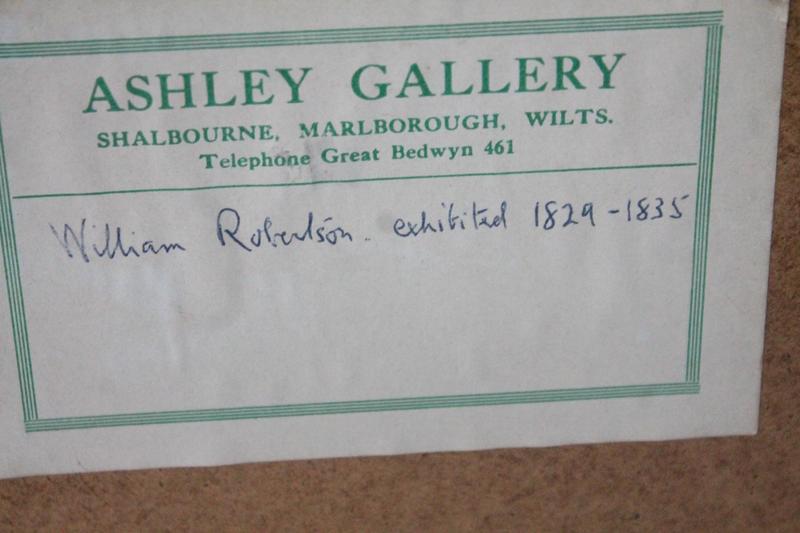 ASHLEY GALLERY
SHALBOURNE, MARLBOROUGH, WILTS.
Telephone Great Bedwyn 461
William Robertson. exhibited 1829-1835